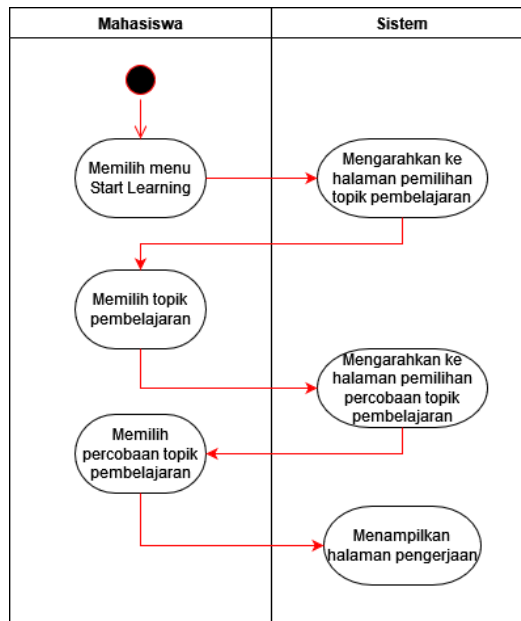 Mahasiswa
Sistem
Memilih menu
Start Learning
Mengarahkan ke
halaman pemilihan
topik pembelajaran
Memilih topik
pembelajaran
Mengarahkan ke
halaman pemilihan
percobaan topik
pembelajaran
Memilih
percobaan topik
pembelajaran
Menampilkan
halaman pengerjaan